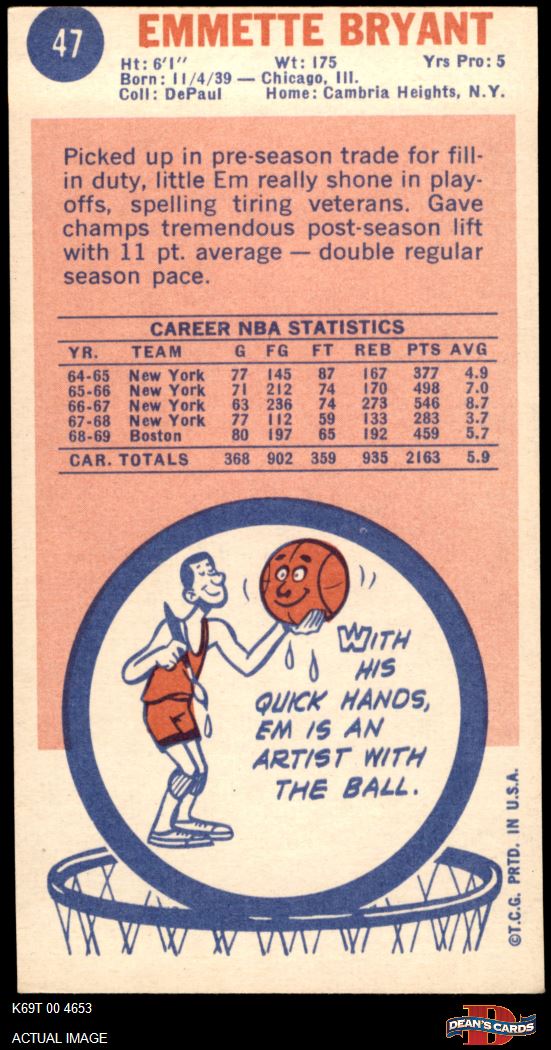 47
EMMETTE BRYANT
Ht: 6'1" Wt: 175 Yrs Pro: 5
Born: 11/4/39 — Chicago, Ill.
Coll: DePaul Home: Cambria Heights, N.Y.
Picked up in pre-season trade for fill-
in duty, little Em really shone in play-
offs, spelling tiring veterans. Gave
champs tremendous post-season lift
with 11 pt. average — double regular
season pace.
CAREER NBA STATISTICS
YR. TEAM G FG FT REB PTS AVG
64-65 New York 77 145 87 167 377 4.9
65-66 New York 71 212 74 170 498 7.0
66-67 New York 63 236 74 273 546 8.7
67-68 New York 77 112 59 133 283 3.7
68-69 Boston 80 197 65 192 459 5.7
CAR. TOTALS 368 902 359 935 2163 5.9
WITH
HIS
QUICK HANDS,
EM IS AN
ARTIST WITH
THE BALL.
©T.C.G. PRTD. IN U.S.A.
K69T 00 4653
ACTUAL IMAGE
D
DEAN'S CARDS